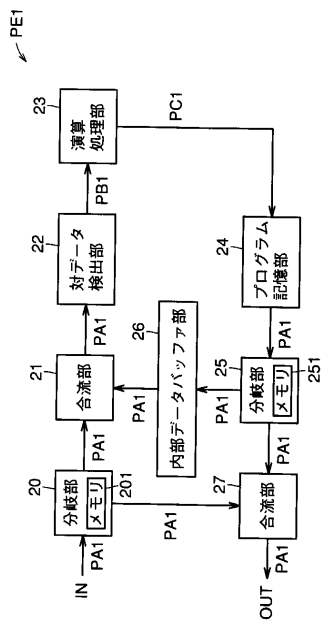 PE1
IN
PA1
20
分岐部
メモリ
201
PA1
21
合流部
PA1
22
対データ
検出部
PB1
23
演算
処理部
PC1
24
プログラム
記憶部
PA1
25
分岐部
メモリ
251
PA1
26
内部データバッファ部
PA1
PA1
PA1
27
合流部
PA1
OUT